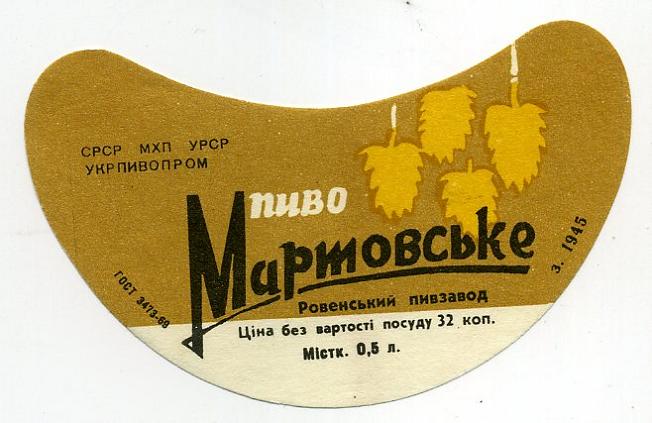 СРСР МХП УРСР
УКРПИВОПРОМ
пиво
Мартовське
Ровенський пивзавод
Ціна без вартості посуду 32 коп.
Містк. 0,5 л.
ГОСТ 3473-69
З. 1945